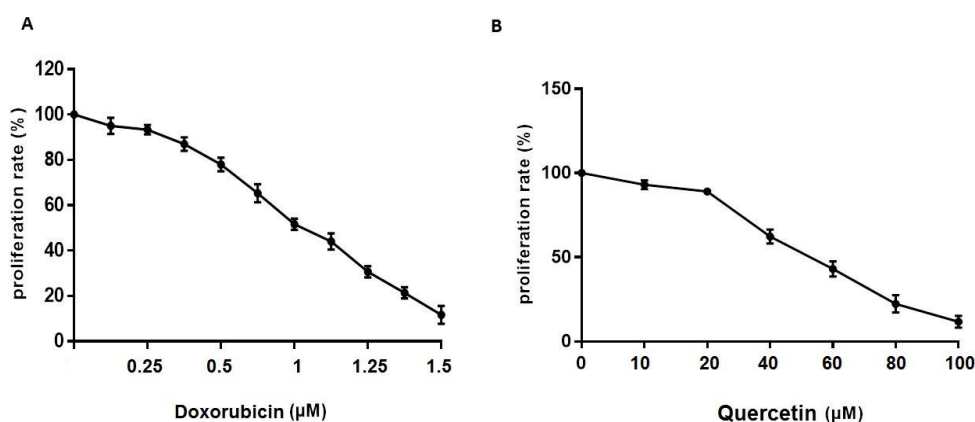 A
B
120
100
80
60
40
20
0
proliferation rate (%)
0.25 0.5 1 1.25 1.5
Doxorubicin (µM)
150
100
50
0
proliferation rate (%)
0 10 20 40 60 80 100
Quercetin (µM)